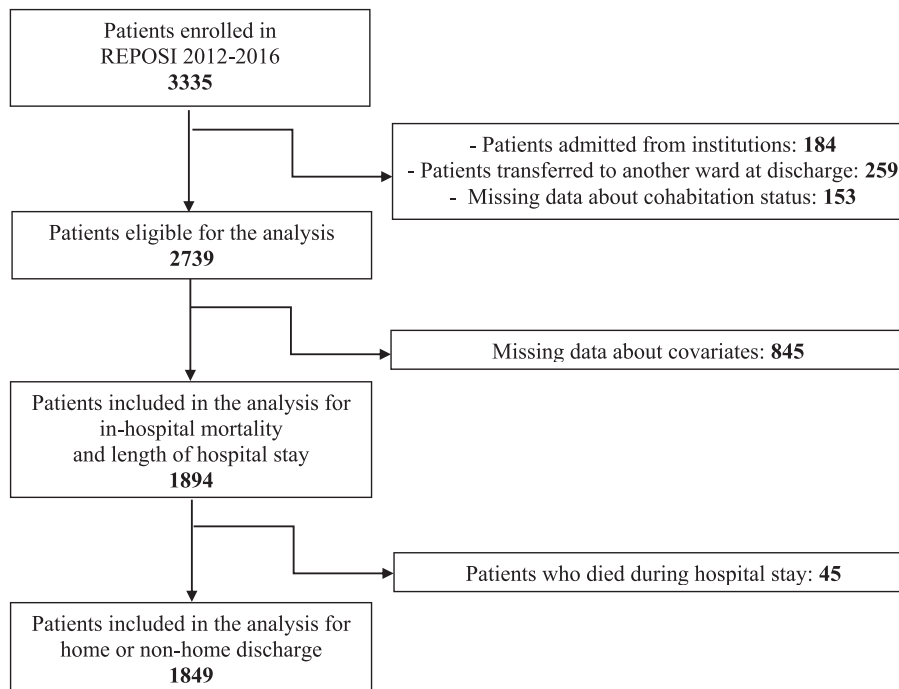 Patients enrolled in
REPOSI 2012-2016
3335
- Patients admitted from institutions: 184
- Patients transferred to another ward at discharge: 259
- Missing data about cohabitation status: 153
Patients eligible for the analysis
2739
Missing data about covariates: 845
Patients included in the analysis for
in-hospital mortality
and length of hospital stay
1894
Patients who died during hospital stay: 45
Patients included in the analysis for
home or non-home discharge
1849